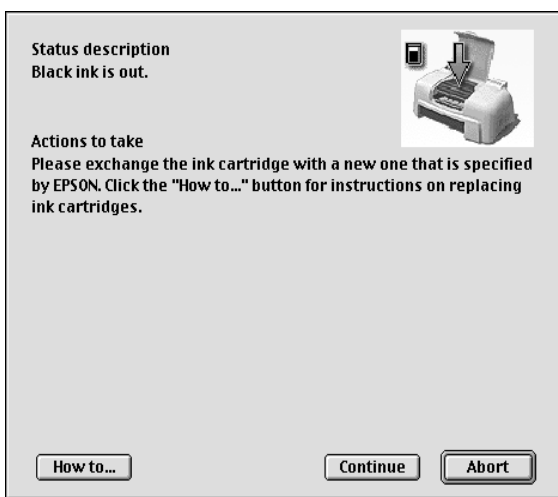 Status description
Black ink is out.
Actions to take
Please exchange the ink cartridge with a new one that is specified
by EPSON. Click the "How to..." button for instructions on replacing
ink cartridges.
How to...
Continue
Abort